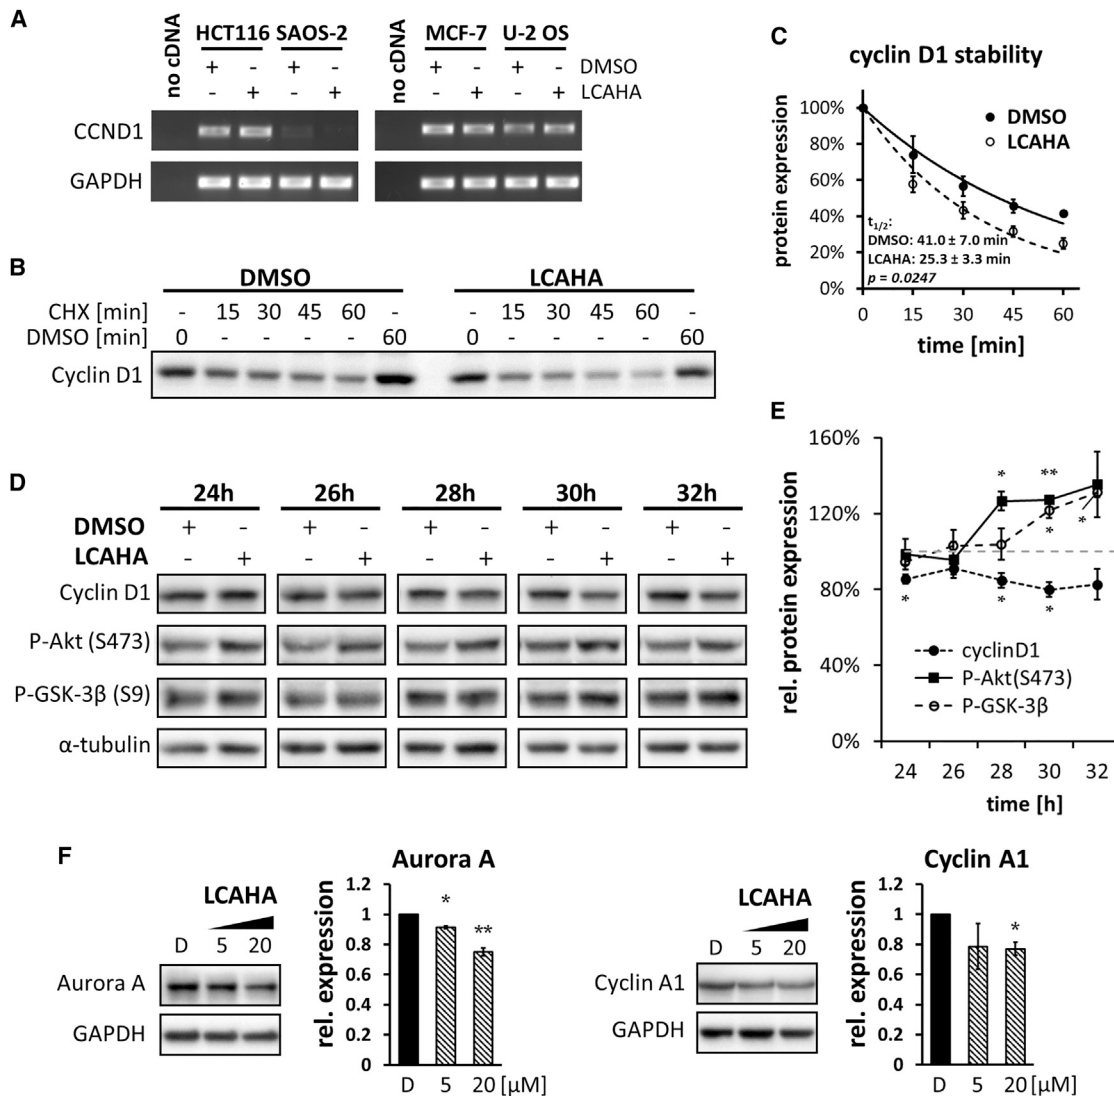 A
no cDNA
HCT116 SAOS-2
+ - + -
- + - +
no cDNA
MCF-7 U-2 OS
+ - + - DMSO
- + - + LCAHA
CCND1
GAPDH
B
DMSO LCAHA
CHX [min] - 15 30 45 60 - - 15 30 45 60 -
DMSO [min] 0 - - - - 60 0 - - - - 60
Cyclin D1
C
cyclin D1 stability
protein expression
100%
80%
60%
40%
20%
0%
DMSO
LCAHA
t1/2:
DMSO: 41.0 ± 7.0 min
LCAHA: 25.3 ± 3.3 min
p = 0.0247
0 15 30 45 60
time [min]
D
24h 26h 28h 30h 32h
DMSO + - + - + - + - + -
LCAHA - + - + - + - + - +
Cyclin D1
P-Akt (S473)
P-GSK-3β (S9)
α-tubulin
E
rel. protein expression
160%
120%
80%
40%
0%
* **
* *
* * *
cyclinD1
P-Akt(S473)
P-GSK-3β
24 26 28 30 32
time [h]
F
LCAHA
D 5 20
Aurora A
GAPDH
Aurora A
rel. expression
1.2
1
0.8
0.6
0.4
0.2
0
* **
D 5 20 [μM]
LCAHA
D 5 20
Cyclin A1
GAPDH
Cyclin A1
rel. expression
1.2
1
0.8
0.6
0.4
0.2
0
*
D 5 20 [μM]